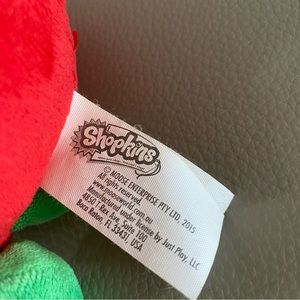 Shopkins
© MOOSE ENTERPRISE PTY LTD, 2015
All rights reserved.
www.mooseworld.com.au
Manufactured under license by Just Play, LLC
4850 T-Rex Ave, Suite 100
Boca Raton, FL 33431, USA